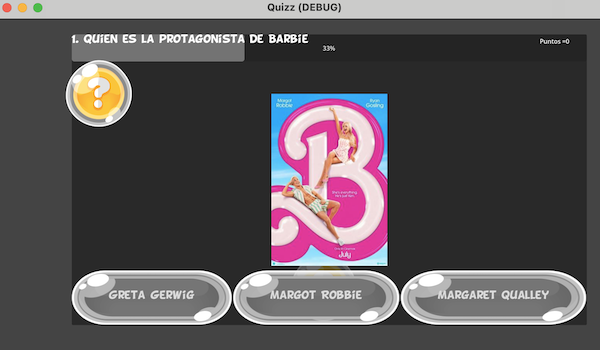 Quizz (DEBUG)
1. QUIEN ES LA PROTAGONISTA DE BARBIE
Puntos =0
33%
?
Margot
Robbie
Ryan
Gosling
B
She's everything.
He's just Ken.
July
GRETA GERWIG
MARGOT ROBBIE
MARGARET QUALLEY